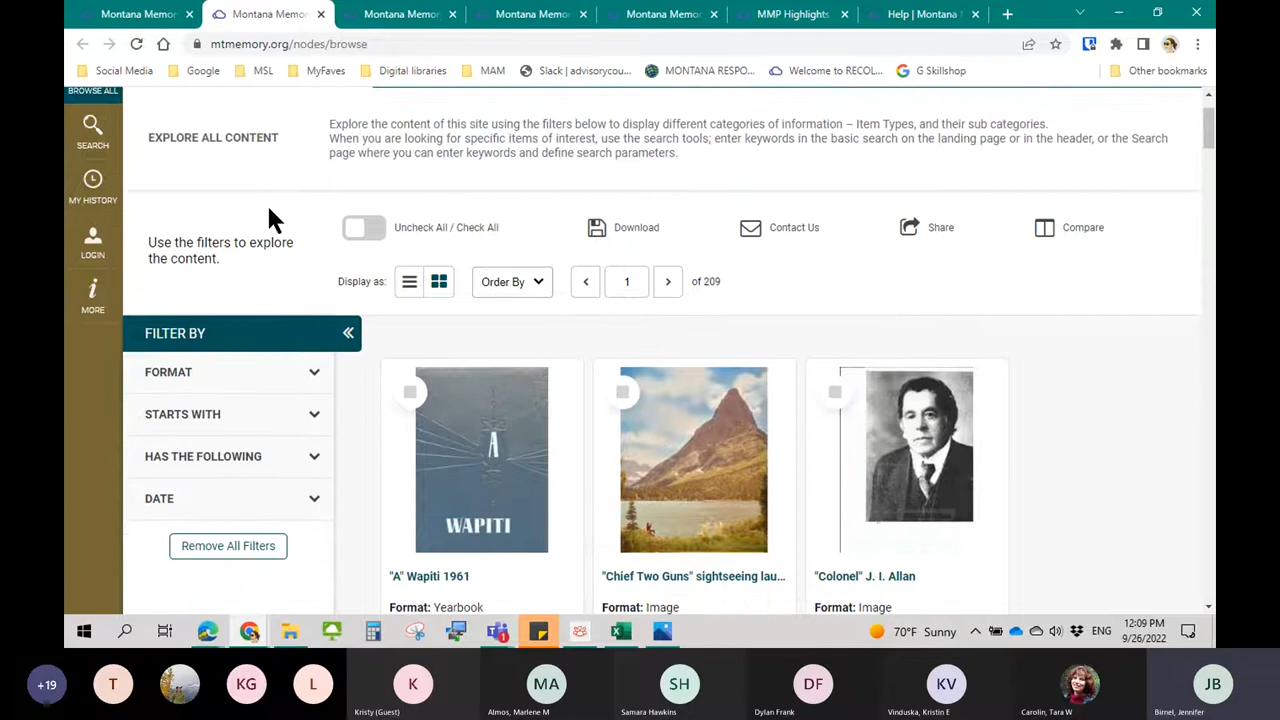 Montana Memor
Montana Memor
Montana Memor
Montana Memor
Montana Memor
MMP Highlights
Help | Montana
mtmemory.org/nodes/browse
Social Media
Google
MSL
MyFaves
Digital libraries
MAM
Slack | advisorycou...
MONTANA RESPO...
Welcome to RECOL...
G Skillshop
Other bookmarks
BROWSE ALL
SEARCH
MY HISTORY
LOGIN
MORE
EXPLORE ALL CONTENT
Explore the content of this site using the filters below to display different categories of information – Item Types, and their sub categories.
When you are looking for specific items of interest, use the search tools; enter keywords in the basic search on the landing page or in the header, or the Search
page where you can enter keywords and define search parameters.
Use the filters to explore
the content.
Uncheck All / Check All
Download
Contact Us
Share
Compare
Display as:
Order By
1
of 209
FILTER BY
FORMAT
STARTS WITH
HAS THE FOLLOWING
DATE
Remove All Filters
A
WAPITI
"A" Wapiti 1961
"Chief Two Guns" sightseeing lau...
"Colonel" J. I. Allan
Format: Yearbook
Format: Image
Format: Image
70°F Sunny
ENG
12:09 PM
9/26/2022
+19
T
KG
L
K
Kristy (Guest)
MA
Almos, Marlene M
SH
Samara Hawkins
DF
Dylan Frank
KV
Vinduska, Kristin E
Carolin, Tara W
JB
Birnel, Jennifer